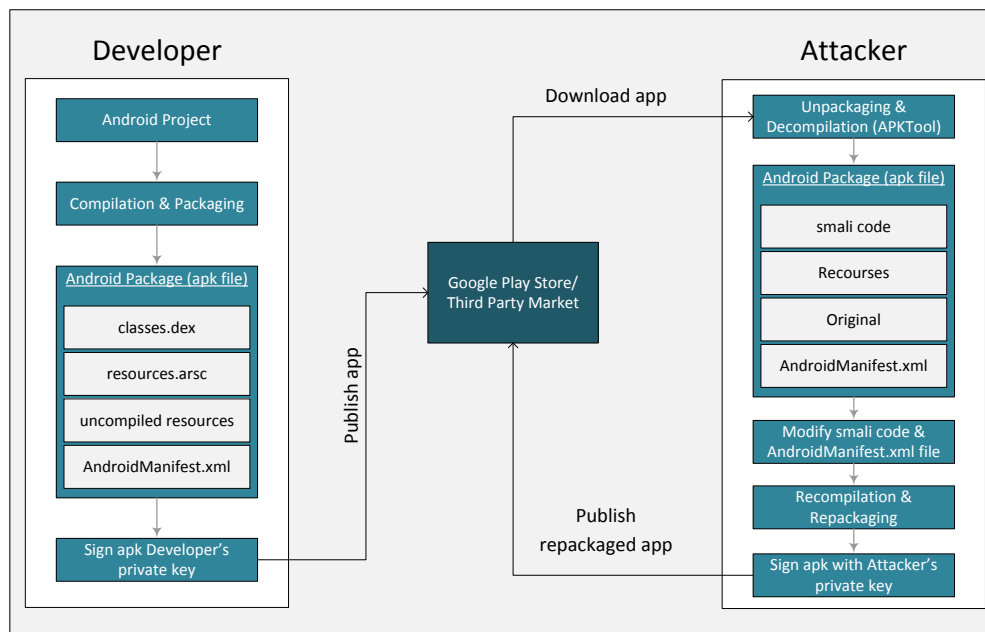 Developer
Android Project
Compilation & Packaging
Android Package (apk file)
classes.dex
resources.arsc
uncompiled resources
AndroidManifest.xml
Sign apk Developer's
private key
Publish app
Google Play Store/
Third Party Market
Download app
Publish
repackaged app
Attacker
Unpackaging &
Decompilation (APKTool)
Android Package (apk file)
smali code
Recourses
Original
AndroidManifest.xml
Modify smali code &
AndroidManifest.xml file
Recompilation &
Repackaging
Sign apk with Attacker's
private key